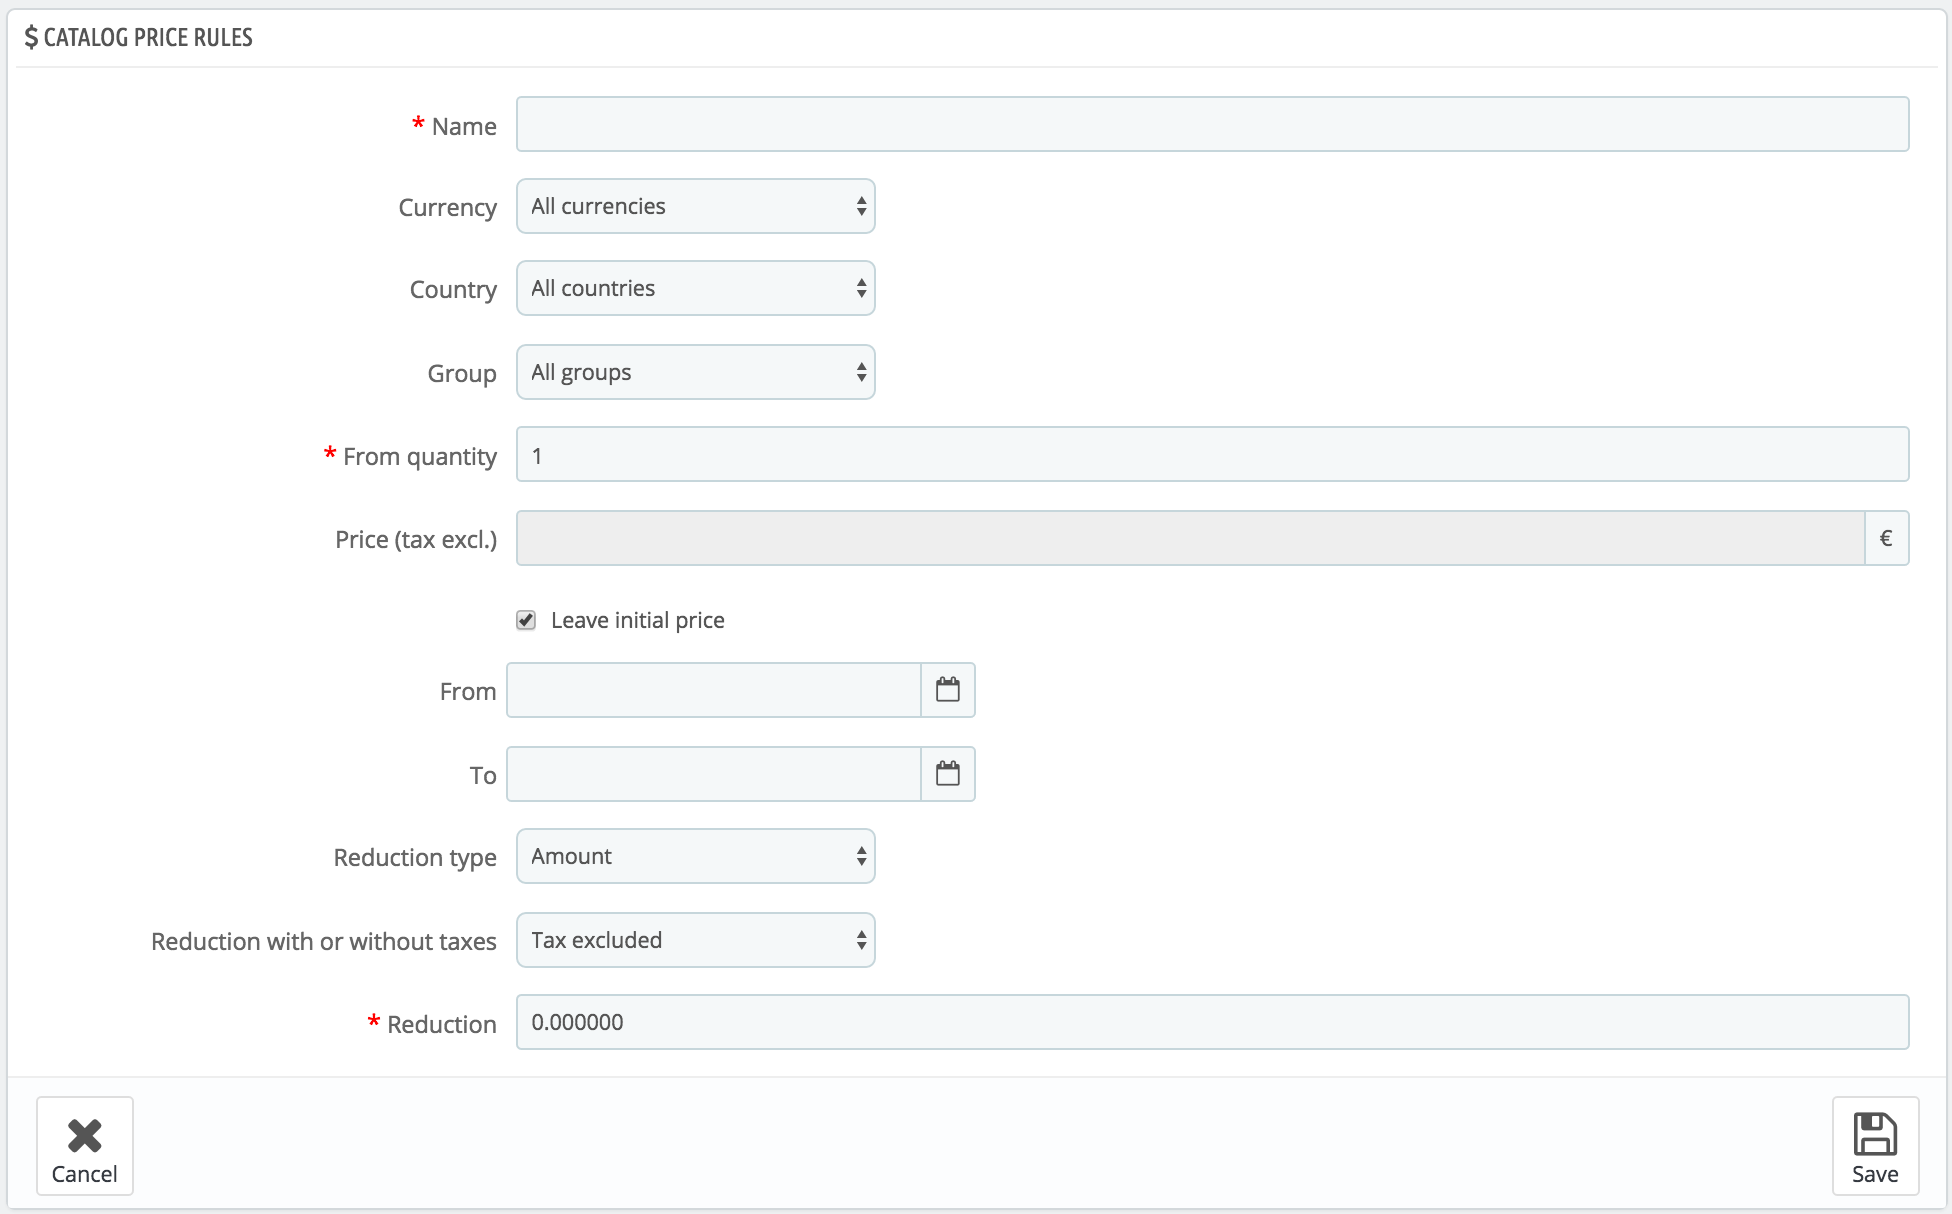 $ CATALOG PRICE RULES
* Name
Currency All currencies
Country All countries
Group All groups
* From quantity 1
Price (tax excl.) €
Leave initial price
From
To
Reduction type Amount
Reduction with or without taxes Tax excluded
* Reduction 0.000000
Cancel Save